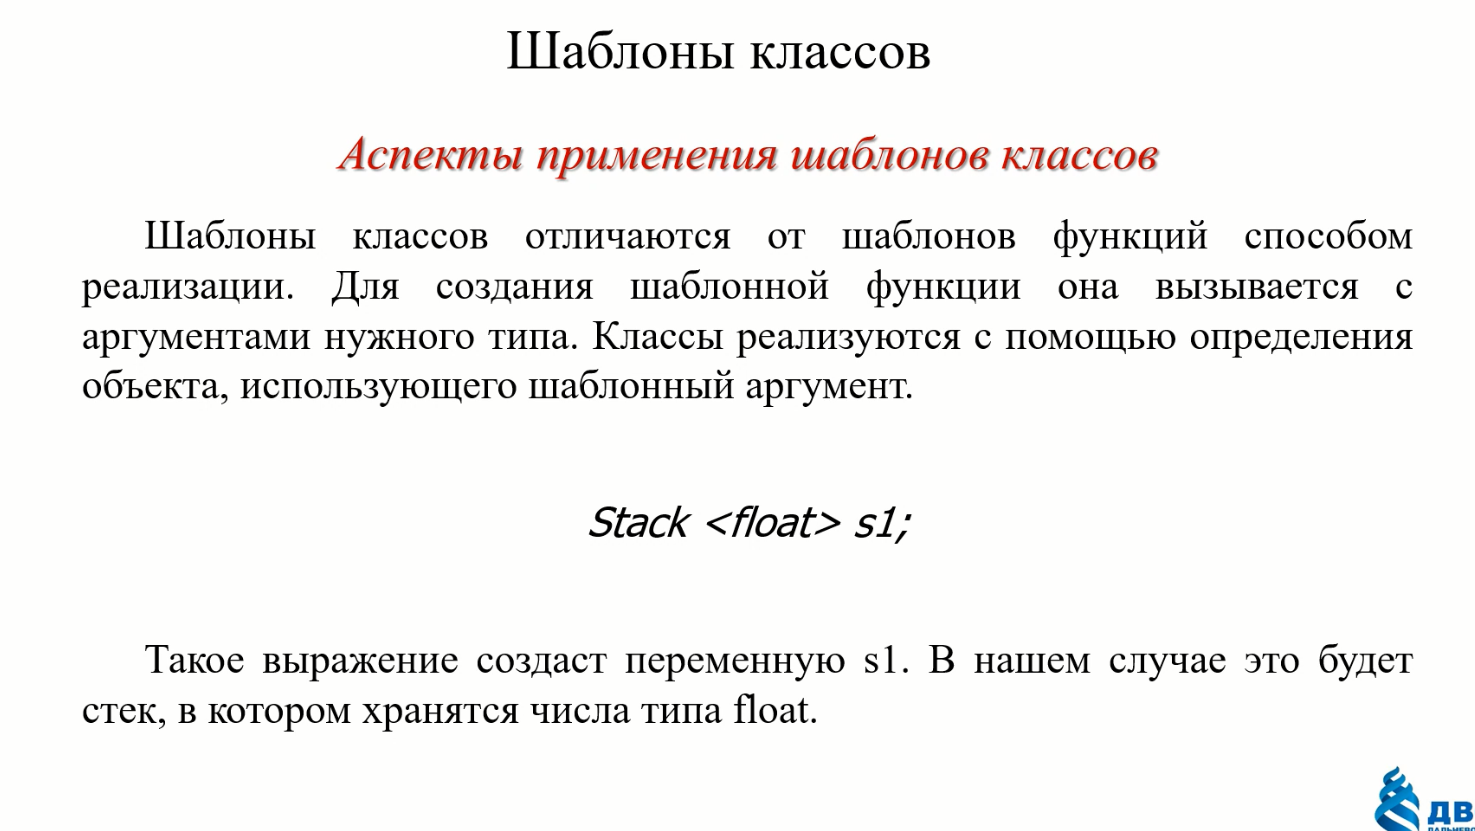 Шаблоны классов
Аспекты применения шаблонов классов
Шаблоны классов отличаются от шаблонов функций способом
реализации. Для создания шаблонной функции она вызывается с
аргументами нужного типа. Классы реализуются с помощью определения
объекта, использующего шаблонный аргумент.
Stack <float> s1;
Такое выражение создаст переменную s1. В нашем случае это будет
стек, в котором хранятся числа типа float.
ДВ